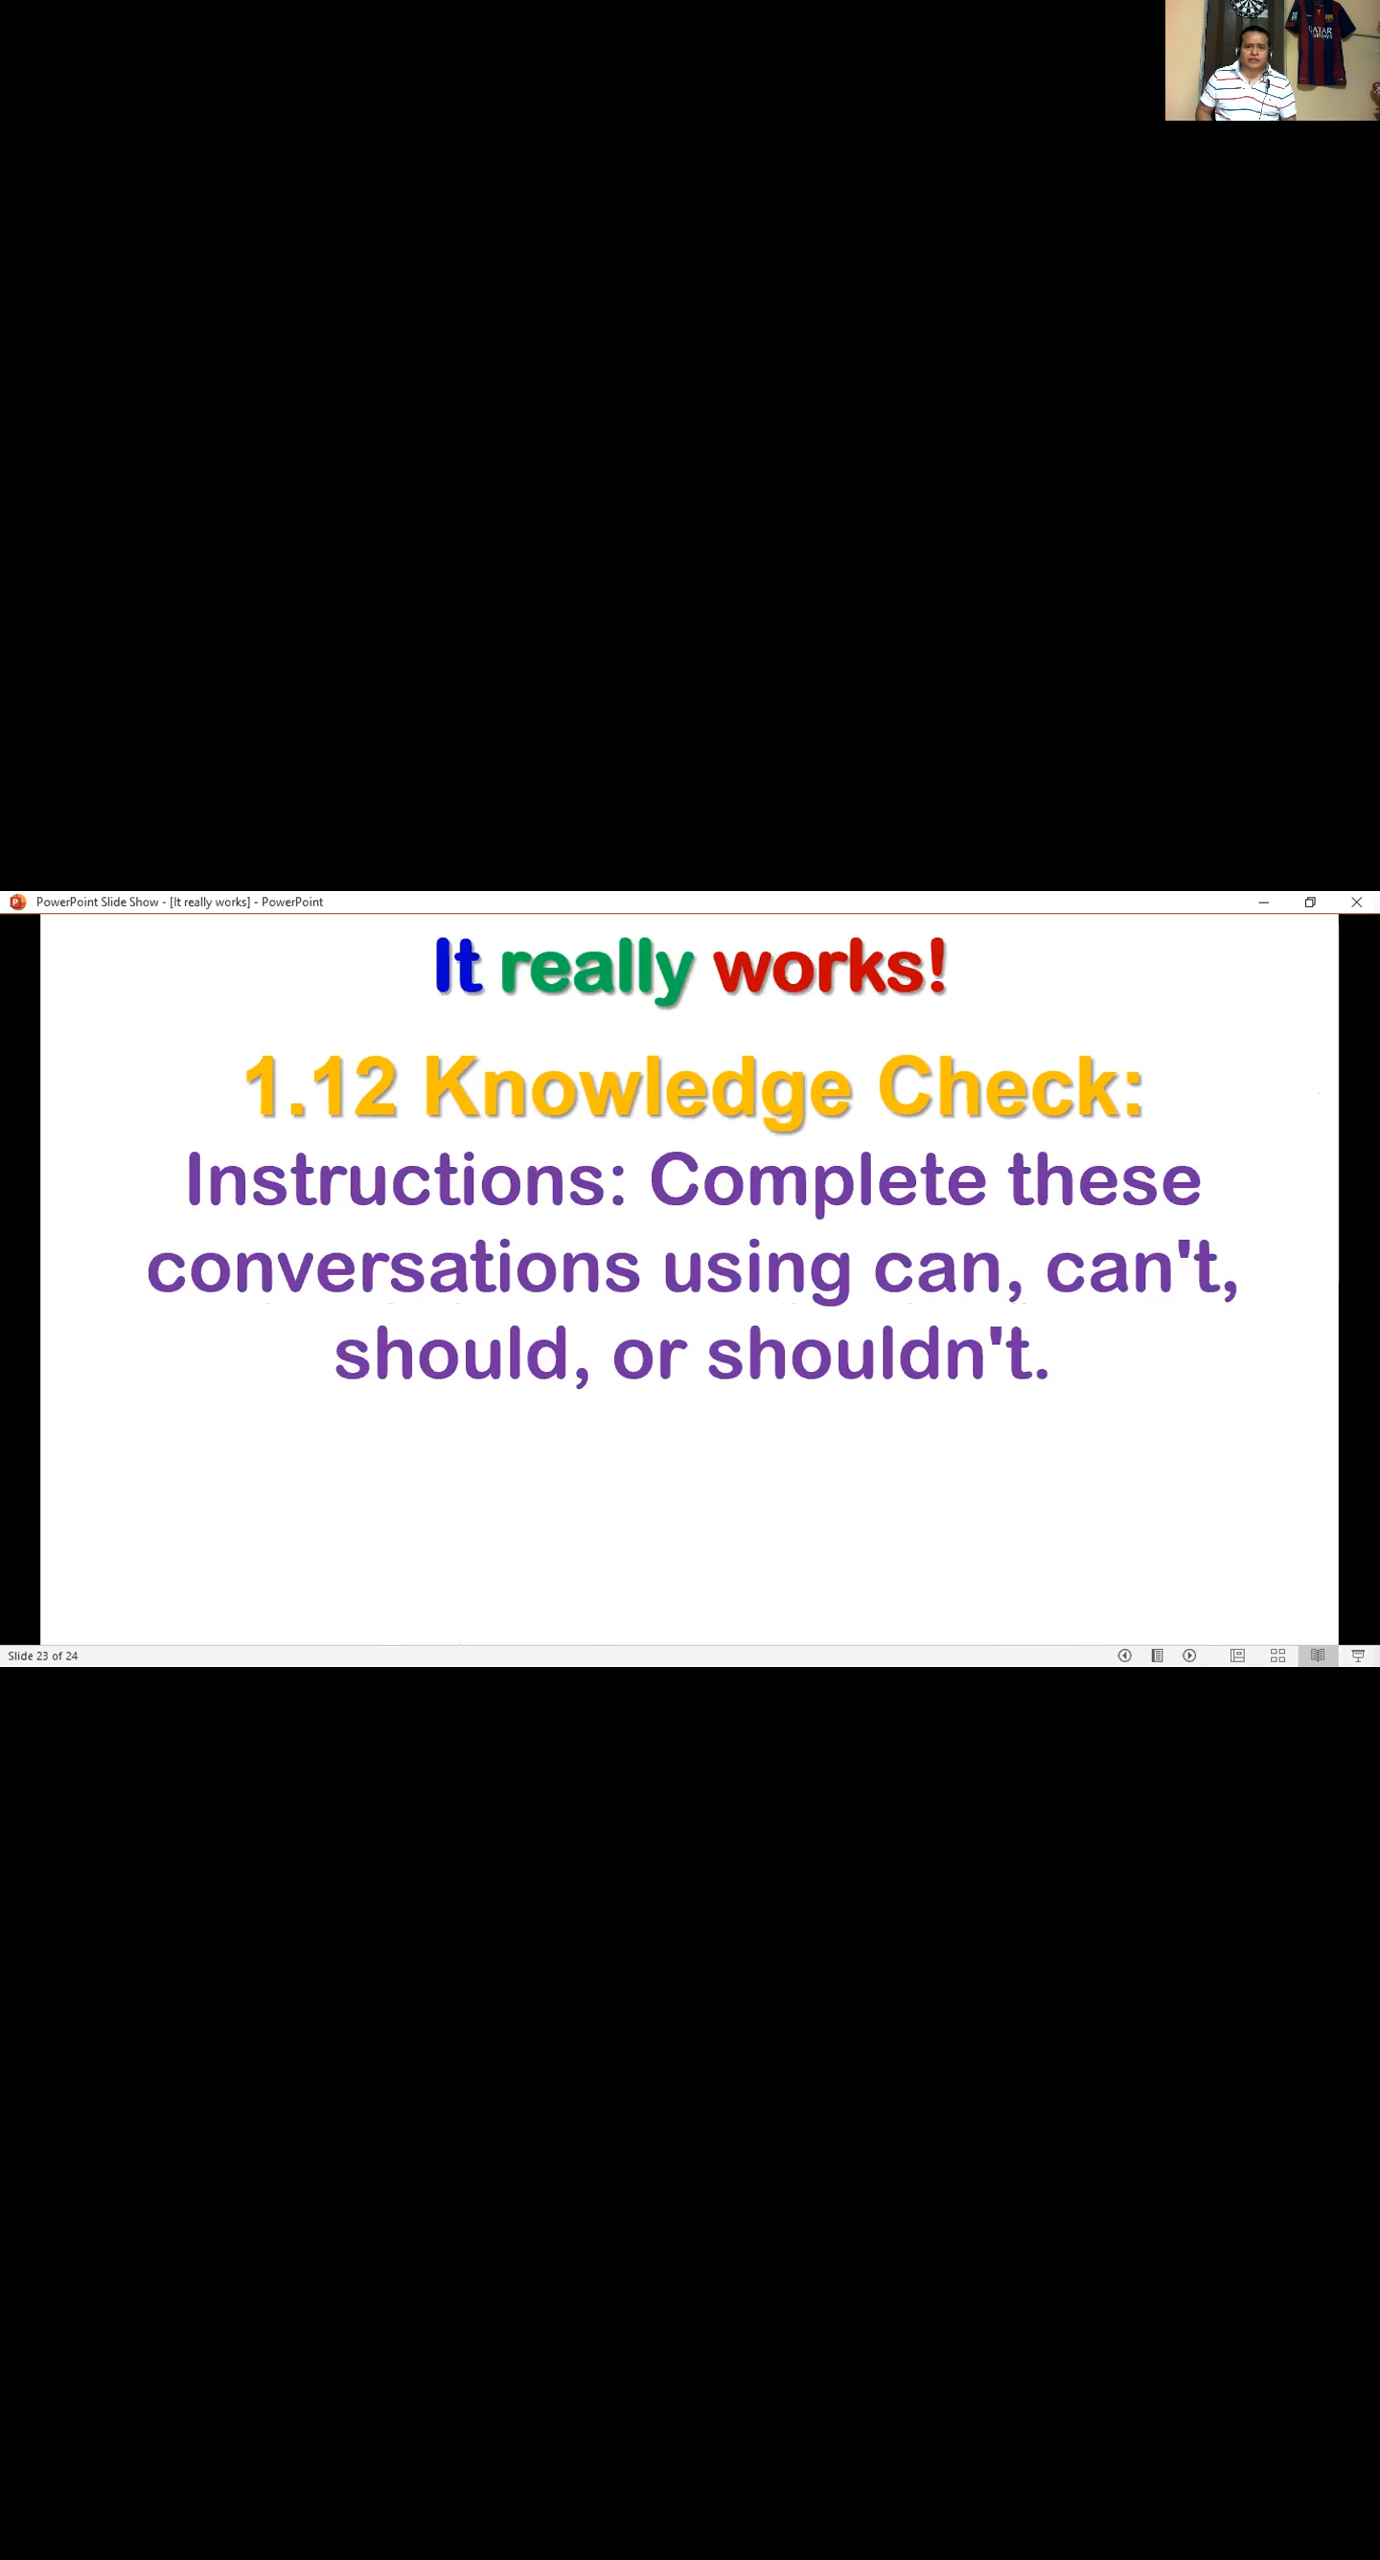 QATAR
PowerPoint Slide Show - [It really works] - PowerPoint
It really works!
1.12 Knowledge Check:
Instructions: Complete these
conversations using can, can't,
should, or shouldn't.
Slide 23 of 24